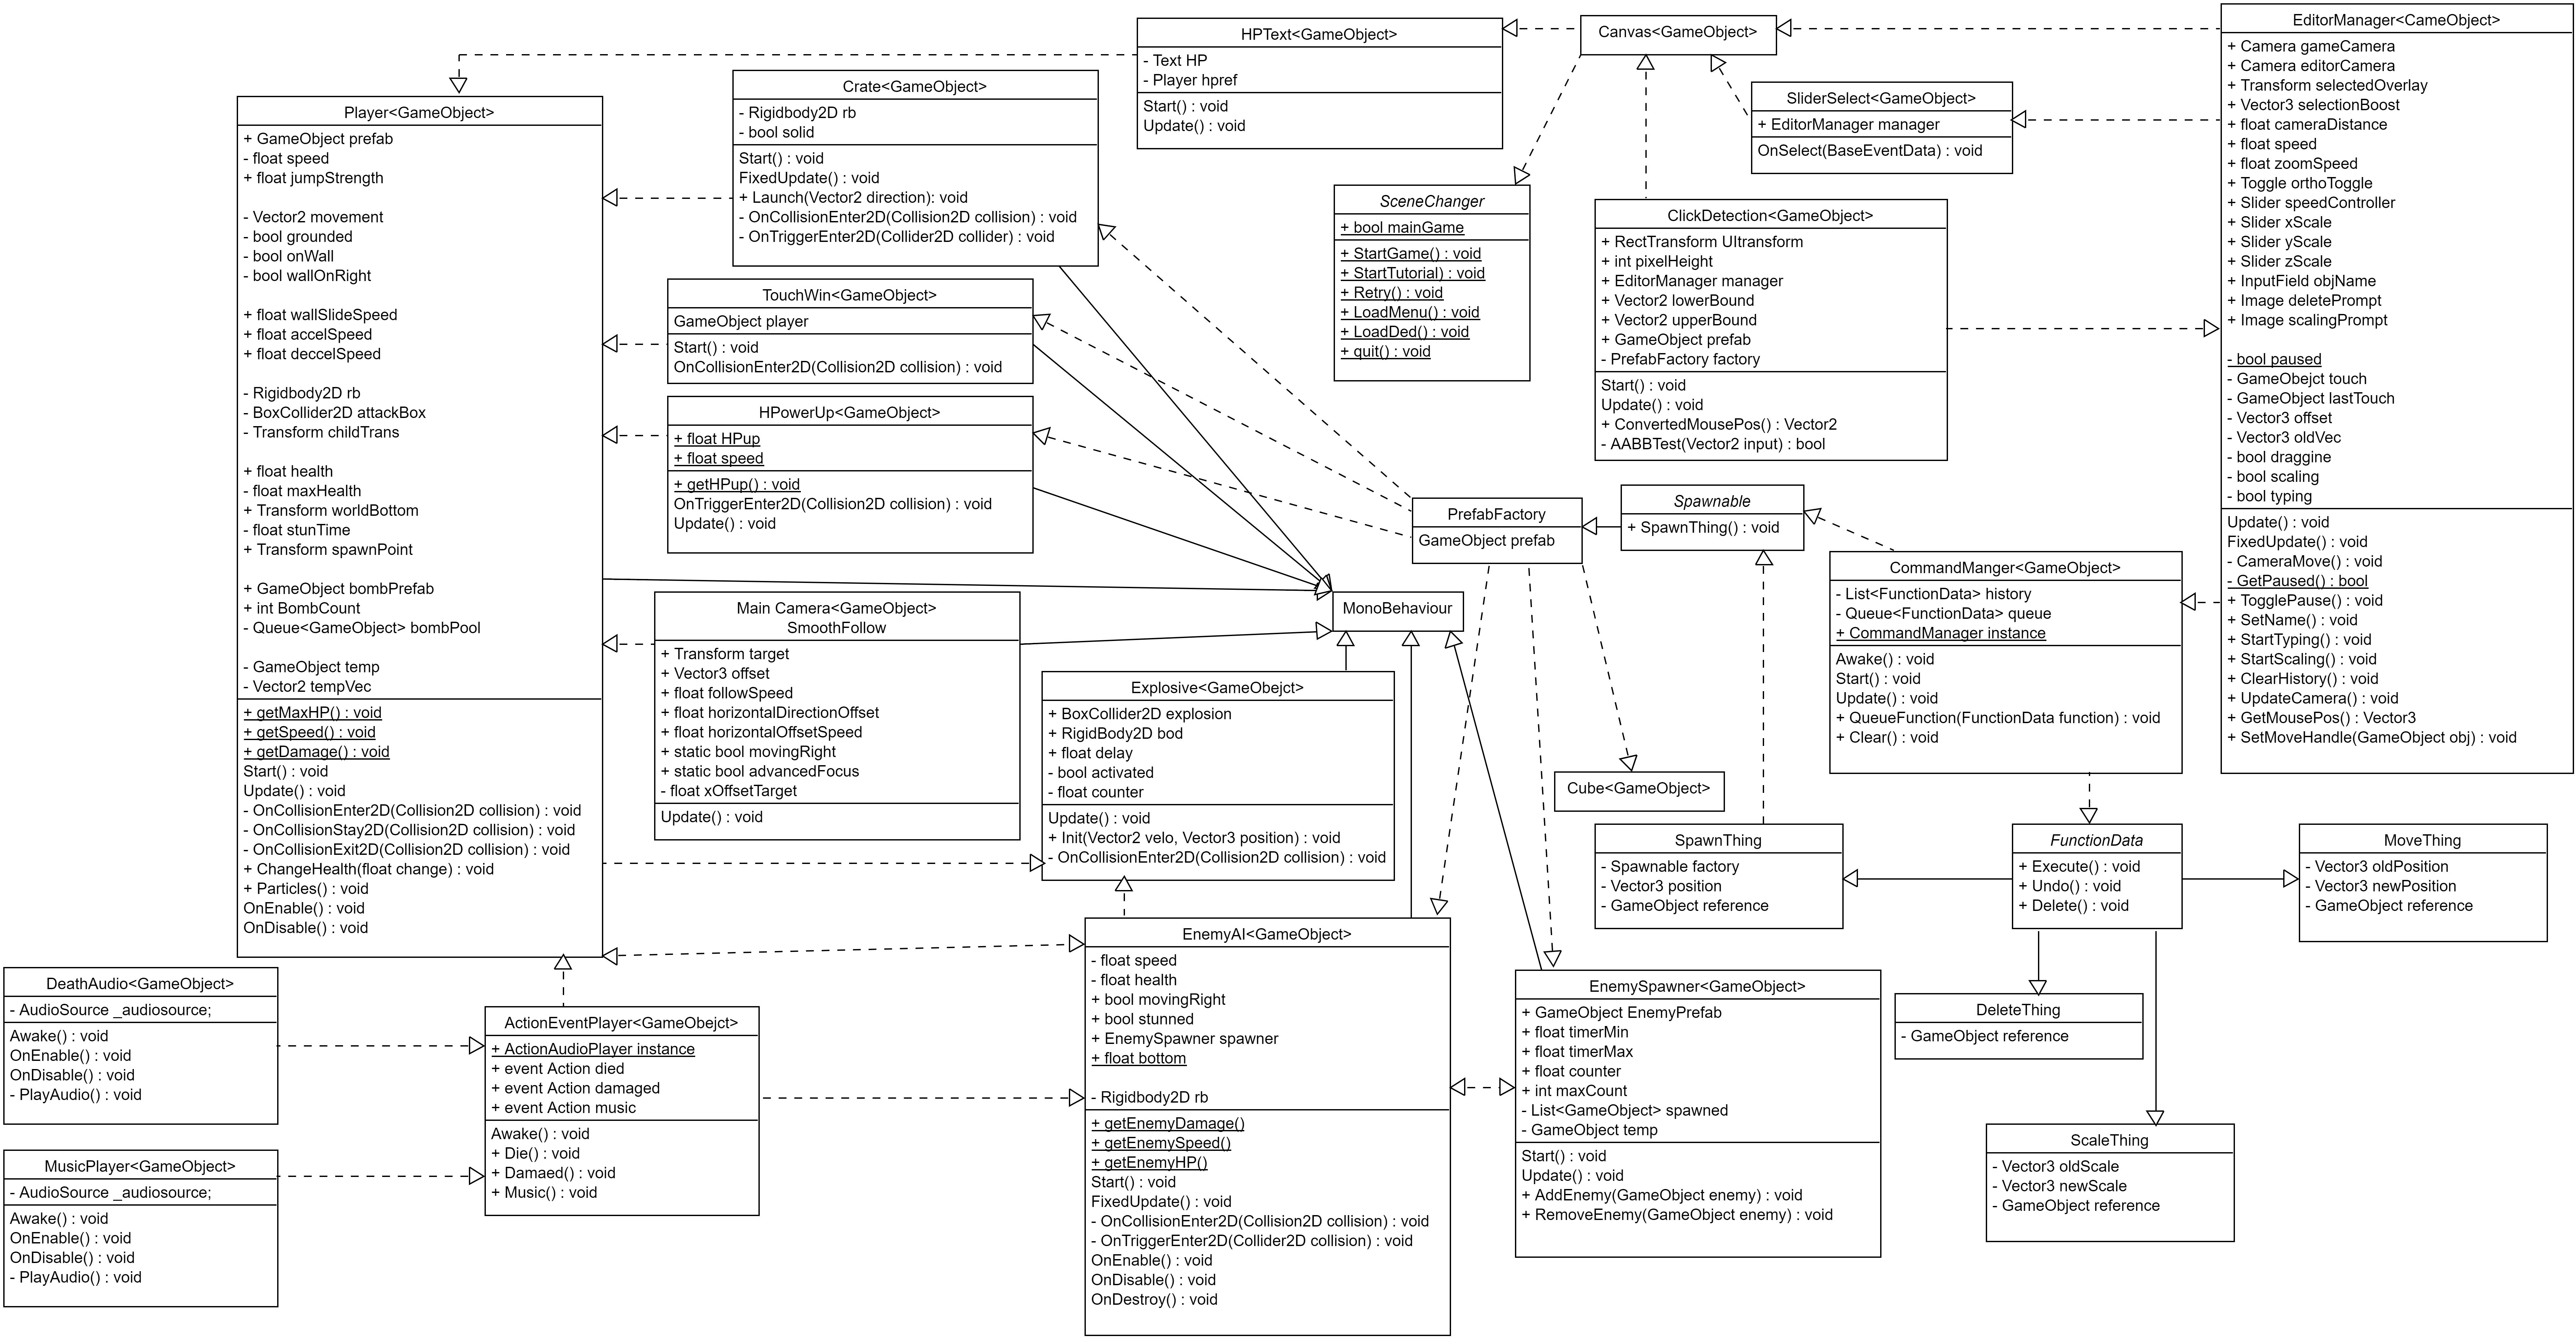 HPText<GameObject>
- Text HP
- Player hpref
Start() : void
Update() : void
Canvas<GameObject>
EditorManager<CameObject>
+ Camera gameCamera
+ Camera editorCamera
+ Transform selectedOverlay
+ Vector3 selectionBoost
+ float cameraDistance
+ float speed
+ float zoomSpeed
+ Toggle orthoToggle
+ Slider speedController
+ Slider xScale
+ Slider yScale
+ Slider zScale
+ InputField objName
+ Image deletePrompt
+ Image scalingPrompt
- bool paused
- GameObejct touch
- GameObject lastTouch
- Vector3 offset
- Vector3 oldVec
- bool draggine
- bool scaling
- bool typing
Update() : void
FixedUpdate() : void
- CameraMove() : void
- GetPaused() : bool
+ TogglePause() : void
+ SetName() : void
+ StartTyping() : void
+ StartScaling() : void
+ ClearHistory() : void
+ UpdateCamera() : void
+ GetMousePos() : Vector3
+ SetMoveHandle(GameObject obj) : void
Player<GameObject>
+ GameObject prefab
- float speed
+ float jumpStrength
- Vector2 movement
- bool grounded
- bool onWall
- bool wallOnRight
+ float wallSlideSpeed
+ float accelSpeed
+ float deccelSpeed
- Rigidbody2D rb
- BoxCollider2D attackBox
- Transform childTrans
+ float health
- float maxHealth
+ Transform worldBottom
- float stunTime
+ Transform spawnPoint
+ GameObject bombPrefab
+ int BombCount
- Queue<GameObject> bombPool
- GameObject temp
- Vector2 tempVec
+ getMaxHP() : void
+ getSpeed() : void
+ getDamage() : void
Start() : void
Update() : void
- OnCollisionEnter2D(Collision2D collision) : void
- OnCollisionStay2D(Collision2D collision) : void
- OnCollisionExit2D(Collision2D collision) : void
+ ChangeHealth(float change) : void
+ Particles() : void
OnEnable() : void
OnDisable() : void
Crate<GameObject>
- Rigidbody2D rb
- bool solid
Start() : void
FixedUpdate() : void
+ Launch(Vector2 direction): void
- OnCollisionEnter2D(Collision2D collision) : void
- OnTriggerEnter2D(Collider2D collider) : void
SliderSelect<GameObject>
+ EditorManager manager
OnSelect(BaseEventData) : void
SceneChanger
+ bool mainGame
+ StartGame() : void
+ StartTutorial) : void
+ Retry() : void
+ LoadMenu() : void
+ LoadDed() : void
+ quit() : void
ClickDetection<GameObject>
+ RectTransform UItransform
+ int pixelHeight
+ EditorManager manager
+ Vector2 lowerBound
+ Vector2 upperBound
+ GameObject prefab
- PrefabFactory factory
Start() : void
Update() : void
+ ConvertedMousePos() : Vector2
- AABBTest(Vector2 input) : bool
TouchWin<GameObject>
GameObject player
Start() : void
OnCollisionEnter2D(Collision2D collision) : void
HPowerUp<GameObject>
+ float HPup
+ float speed
+ getHPup() : void
OnTriggerEnter2D(Collision2D collision) : void
Update() : void
PrefabFactory
GameObject prefab
Spawnable
+ SpawnThing() : void
CommandManger<GameObject>
- List<FunctionData> history
- Queue<FunctionData> queue
+ CommandManager instance
Awake() : void
Start() : void
Update() : void
+ QueueFunction(FunctionData function) : void
+ Clear() : void
MonoBehaviour
Main Camera<GameObject>
SmoothFollow
+ Transform target
+ Vector3 offset
+ float followSpeed
+ float horizontalDirectionOffset
+ float horizontalOffsetSpeed
+ static bool movingRight
+ static bool advancedFocus
- float xOffsetTarget
Update() : void
Explosive<GameObejct>
+ BoxCollider2D explosion
+ RigidBody2D bod
+ float delay
- bool activated
- float counter
Update() : void
+ Init(Vector2 velo, Vector3 position) : void
- OnCollisionEnter2D(Collision2D collision) : void
Cube<GameObject>
SpawnThing
- Spawnable factory
- Vector3 position
- GameObject reference
FunctionData
+ Execute() : void
+ Undo() : void
+ Delete() : void
MoveThing
- Vector3 oldPosition
- Vector3 newPosition
- GameObject reference
DeathAudio<GameObject>
- AudioSource _audiosource;
Awake() : void
OnEnable() : void
OnDisable() : void
- PlayAudio() : void
ActionEventPlayer<GameObejct>
+ ActionAudioPlayer instance
+ event Action died
+ event Action damaged
+ event Action music
Awake() : void
+ Die() : void
+ Damaed() : void
+ Music() : void
EnemyAI<GameObject>
- float speed
- float health
+ bool movingRight
+ bool stunned
+ EnemySpawner spawner
+ float bottom
- Rigidbody2D rb
+ getEnemyDamage()
+ getEnemySpeed()
+ getEnemyHP()
Start() : void
FixedUpdate() : void
- OnCollisionEnter2D(Collision2D collision) : void
- OnTriggerEnter2D(Collider2D collision) : void
OnEnable() : void
OnDisable() : void
OnDestroy() : void
EnemySpawner<GameObject>
+ GameObject EnemyPrefab
+ float timerMin
+ float timerMax
+ float counter
+ int maxCount
- List<GameObject> spawned
- GameObject temp
Start() : void
Update() : void
+ AddEnemy(GameObject enemy) : void
+ RemoveEnemy(GameObject enemy) : void
DeleteThing
- GameObject reference
ScaleThing
- Vector3 oldScale
- Vector3 newScale
- GameObject reference
MusicPlayer<GameObject>
- AudioSource _audiosource;
Awake() : void
OnEnable() : void
OnDisable() : void
- PlayAudio() : void